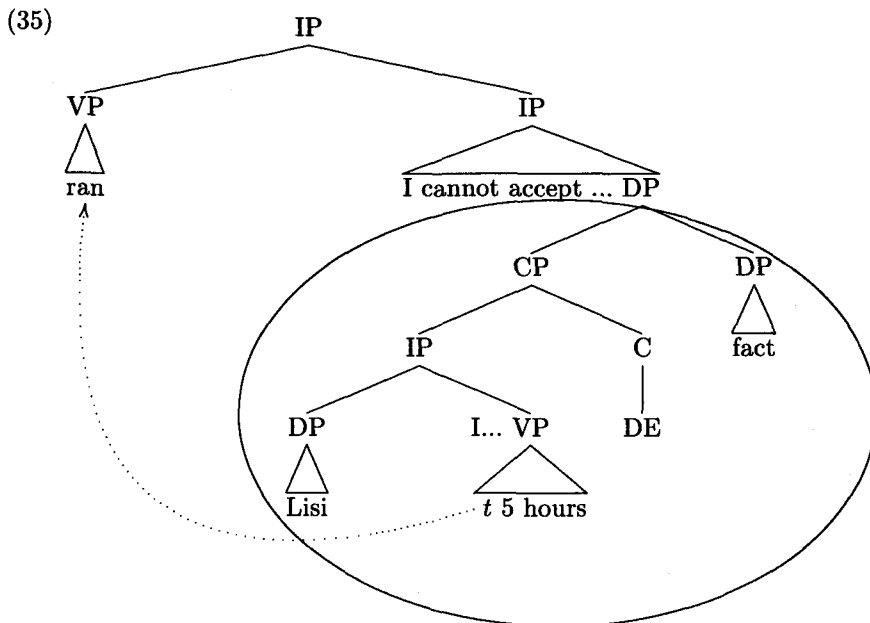 (35)
IP
VP IP
ran I cannot accept ... DP
CP DP
IP C fact
DP I... VP DE
Lisi t 5 hours